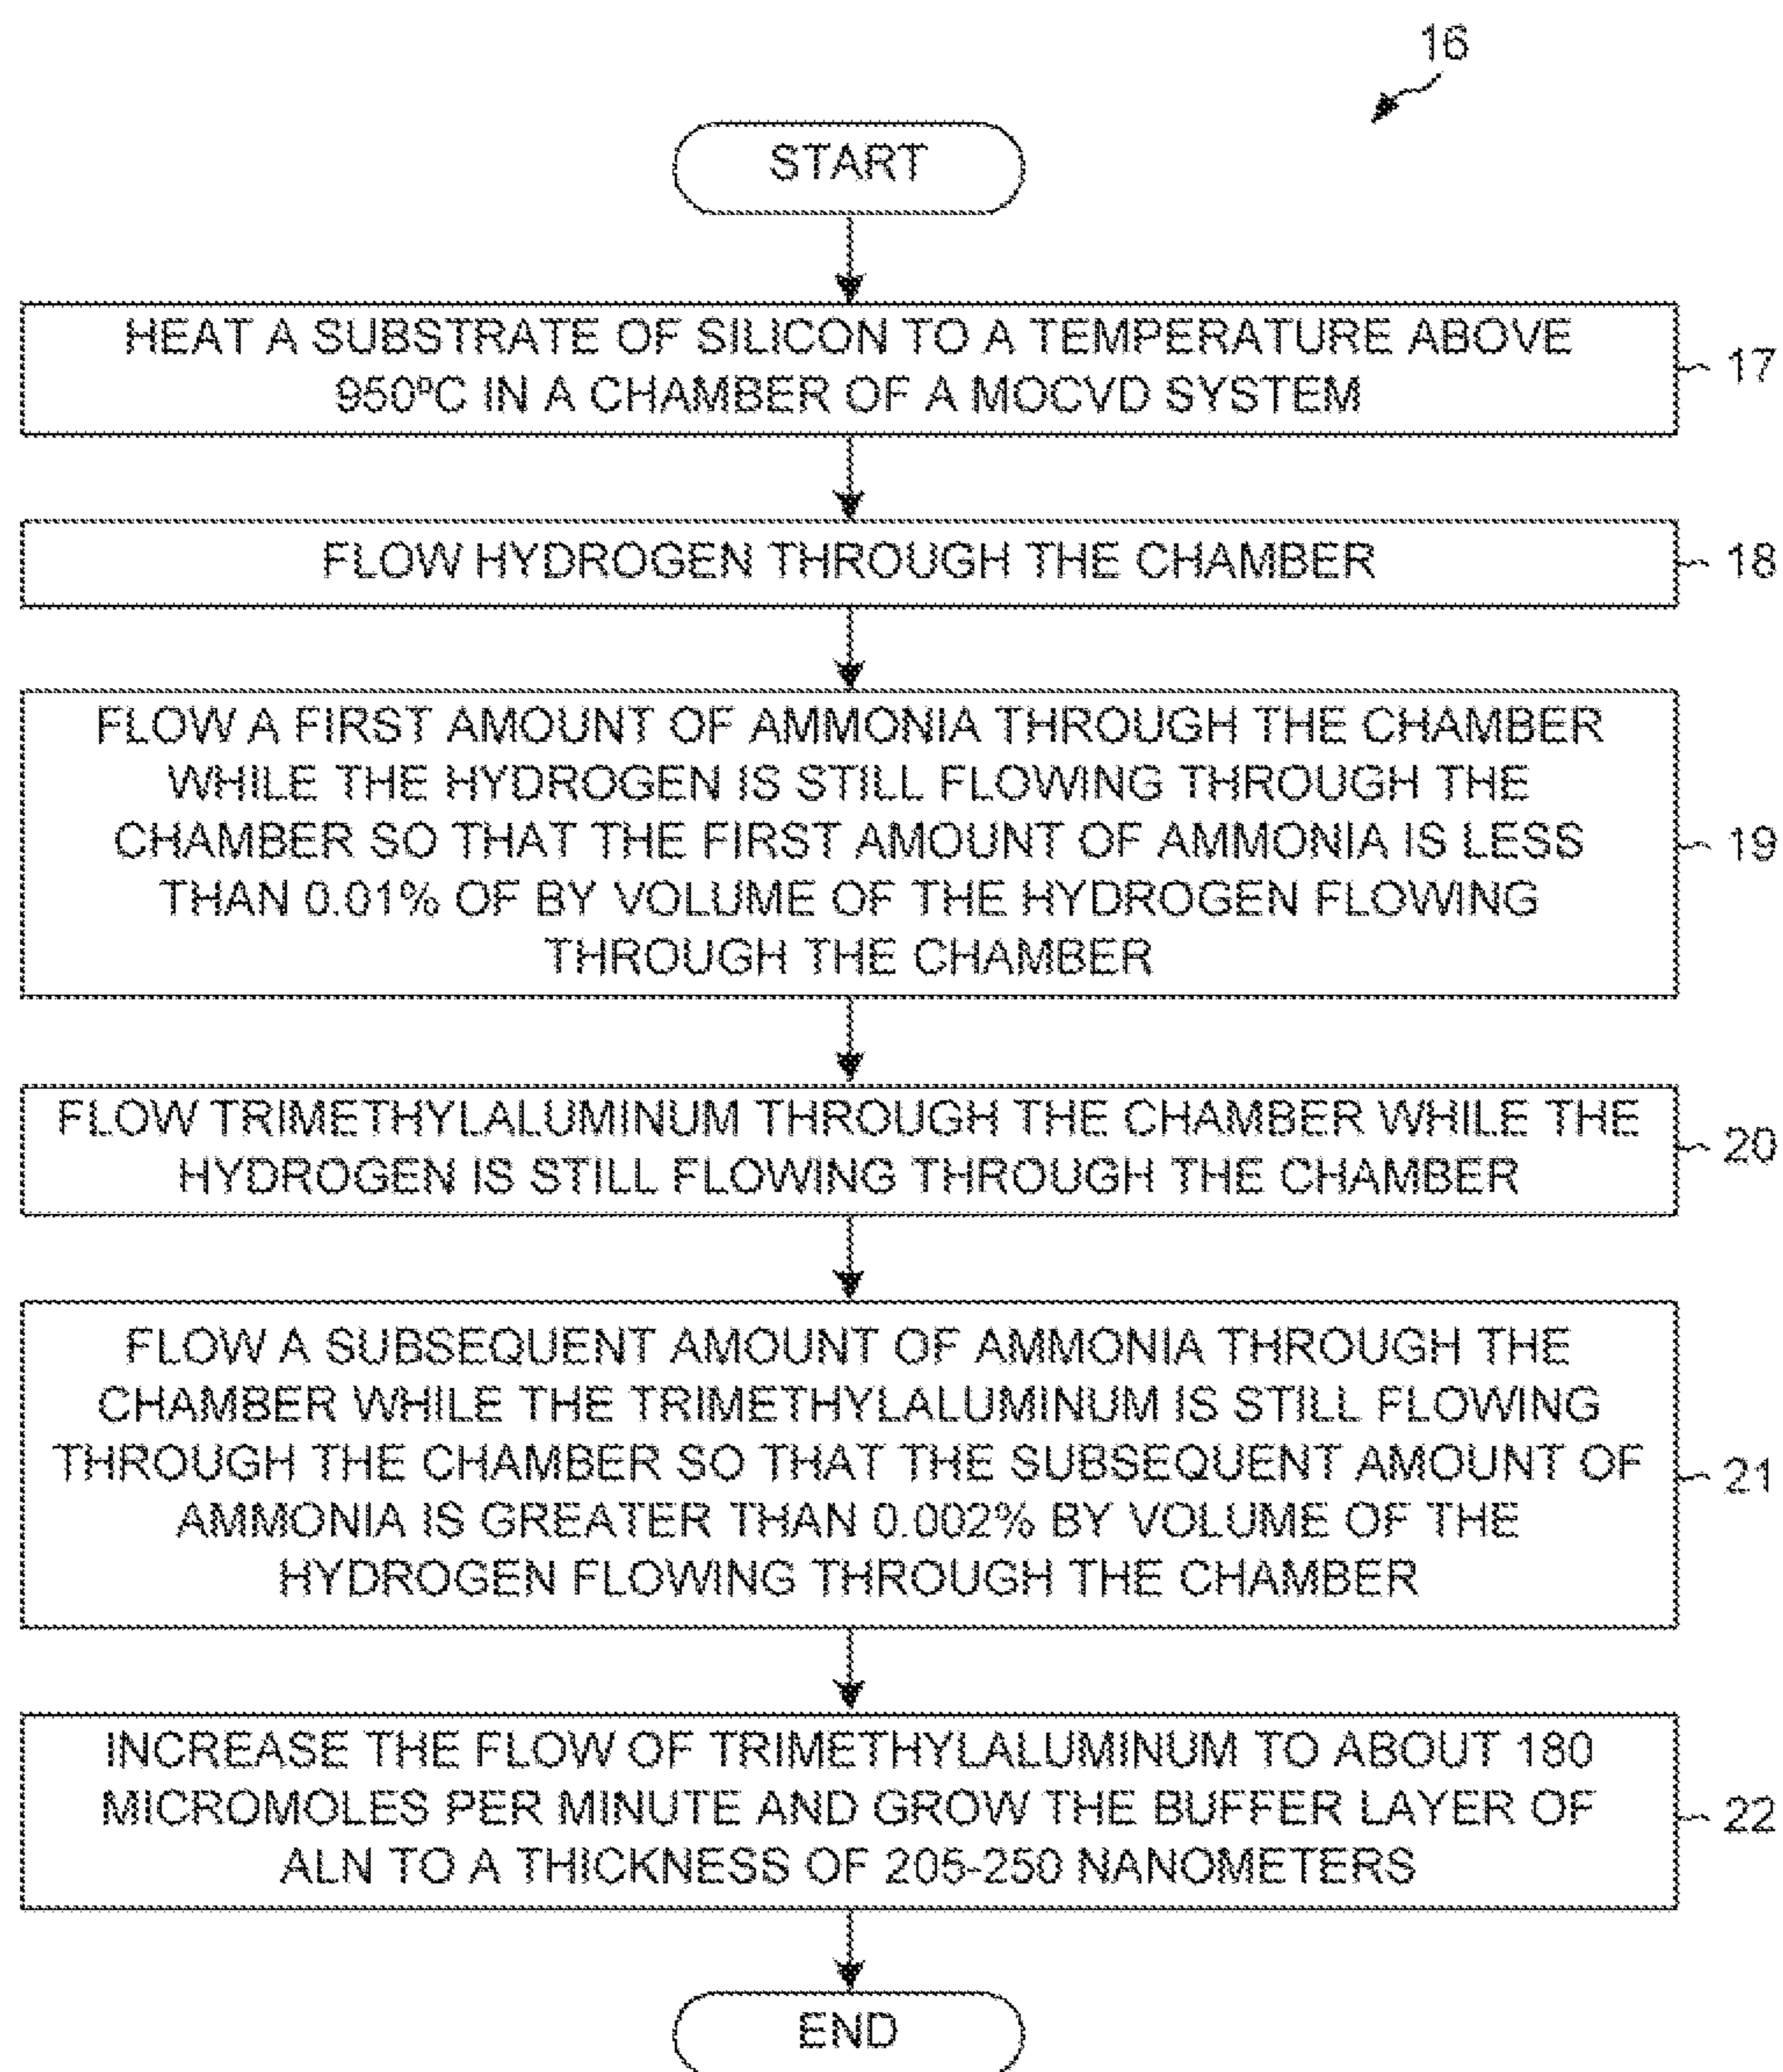 16
START
HEAT A SUBSTRATE OF SILICON TO A TEMPERATURE ABOVE
950ºC IN A CHAMBER OF A MOCVD SYSTEM
17
FLOW HYDROGEN THROUGH THE CHAMBER
18
FLOW A FIRST AMOUNT OF AMMONIA THROUGH THE CHAMBER
WHILE THE HYDROGEN IS STILL FLOWING THROUGH THE
CHAMBER SO THAT THE FIRST AMOUNT OF AMMONIA IS LESS
THAN 0.01% OF BY VOLUME OF THE HYDROGEN FLOWING
THROUGH THE CHAMBER
19
FLOW TRIMETHYLALUMINUM THROUGH THE CHAMBER WHILE THE
HYDROGEN IS STILL FLOWING THROUGH THE CHAMBER
20
FLOW A SUBSEQUENT AMOUNT OF AMMONIA THROUGH THE
CHAMBER WHILE THE TRIMETHYLALUMINUM IS STILL FLOWING
THROUGH THE CHAMBER SO THAT THE SUBSEQUENT AMOUNT OF
AMMONIA IS GREATER THAN 0.002% BY VOLUME OF THE
HYDROGEN FLOWING THROUGH THE CHAMBER
21
INCREASE THE FLOW OF TRIMETHYLALUMINUM TO ABOUT 180
MICROMOLES PER MINUTE AND GROW THE BUFFER LAYER OF
ALN TO A THICKNESS OF 205-250 NANOMETERS
22
END